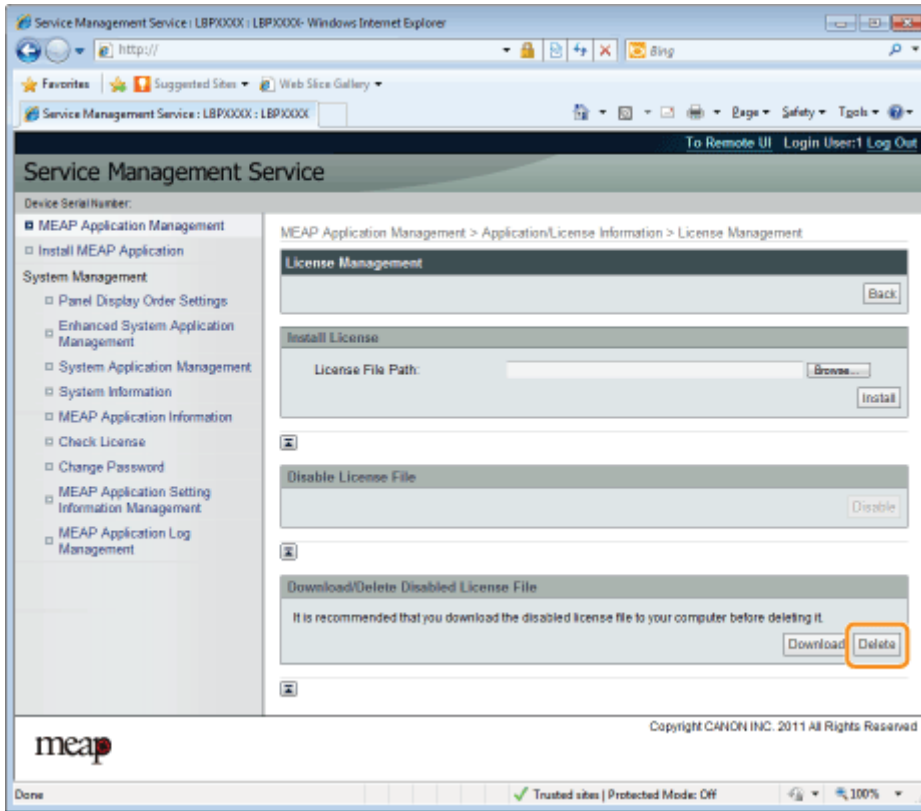 Service Management Service : LBPXXXX : LBPXXXX- Windows Internet Explorer
http://
Bing
Favorites Suggested Sites Web Slice Gallery
Service Management Service : LBPXXXX : LBPXXXX
Page Safety Tools
To Remote UI Login User:1 Log Out
Service Management Service
Device Serial Number:
MEAP Application Management
Install MEAP Application
System Management
Panel Display Order Settings
Enhanced System Application
Management
System Application Management
System Information
MEAP Application Information
Check License
Change Password
MEAP Application Setting
Information Management
MEAP Application Log
Management
MEAP Application Management > Application/License Information > License Management
License Management
Back
Install License
License File Path:
Browse...
Install
Disable License File
Disable
Download/Delete Disabled License File
It is recommended that you download the disabled license file to your computer before deleting it.
Download Delete
Copyright CANON INC. 2011 All Rights Reserved
meap
Done Trusted sites | Protected Mode: Off 100%